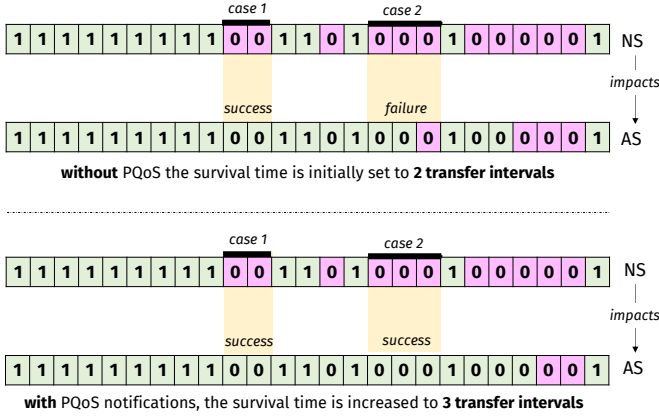 case 1 case 2
1 1 1 1 1 1 1 1 1 0 0 1 1 0 1 0 0 0 1 0 0 0 0 0 1 NS
impacts
success failure
1 1 1 1 1 1 1 1 1 0 0 1 1 0 1 0 0 0 1 0 0 0 0 0 1 AS
without PQoS the survival time is initially set to 2 transfer intervals
case 1 case 2
1 1 1 1 1 1 1 1 1 0 0 1 1 0 1 0 0 0 1 0 0 0 0 0 1 NS
impacts
success success
1 1 1 1 1 1 1 1 1 0 0 1 1 0 1 0 0 0 1 0 0 0 0 0 1 AS
with PQoS notifications, the survival time is increased to 3 transfer intervals